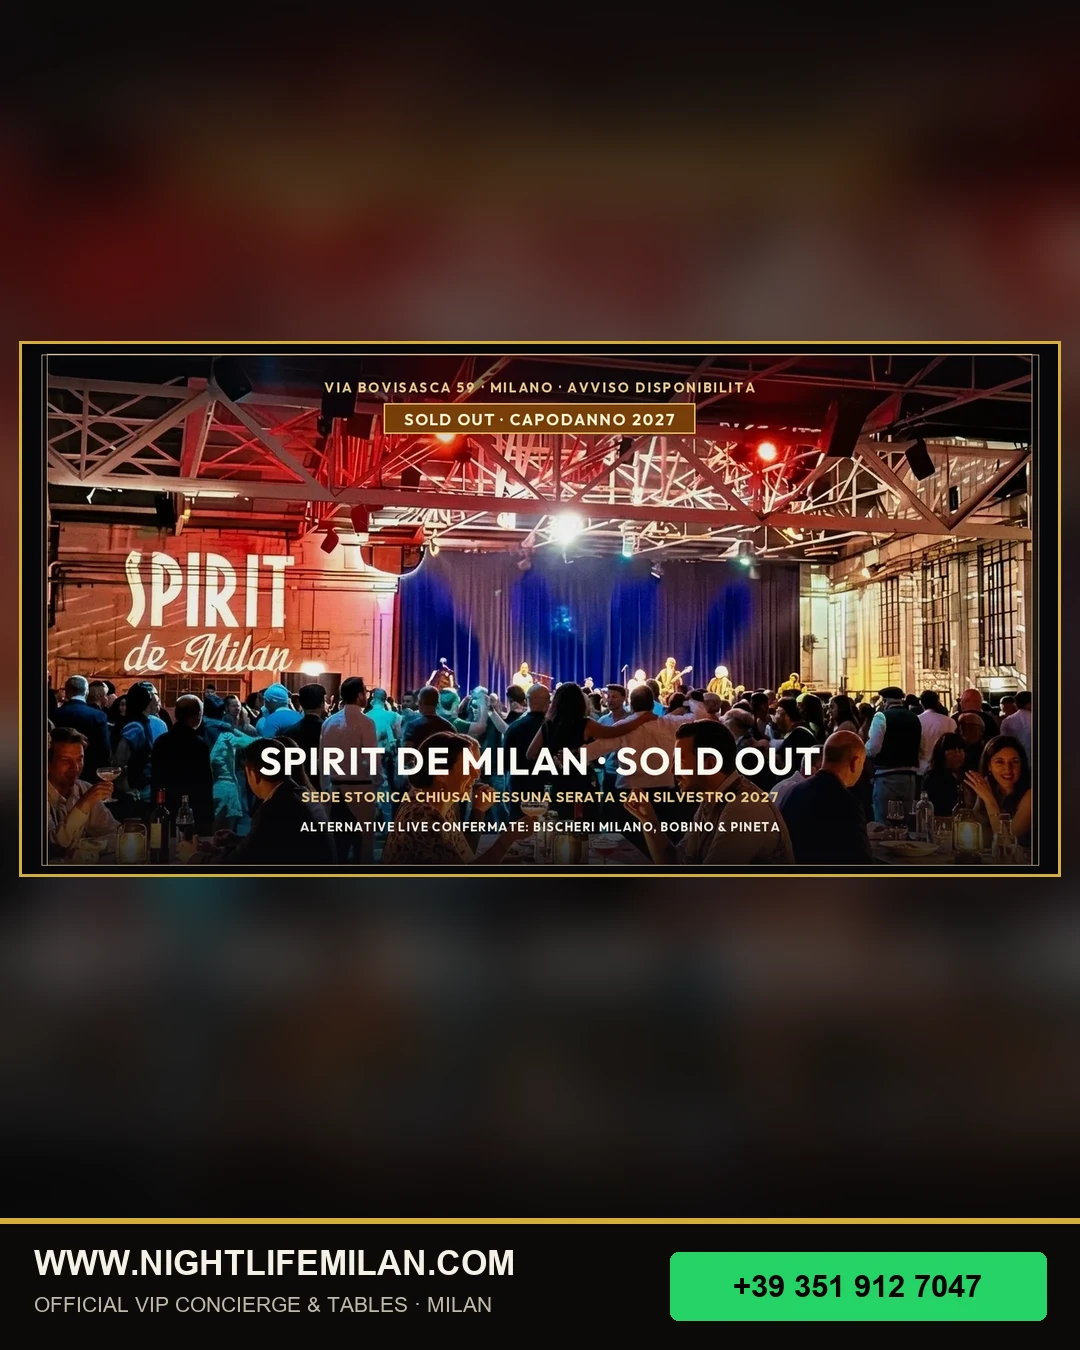 VIA BOVISASCA 59 · MILANO · AVVISO DISPONIBILITA
SOLD OUT · CAPODANNO 2027
SPIRIT
de Milan
SPIRIT DE MILAN · SOLD OUT
SEDE STORICA CHIUSA · NESSUNA SERATA SAN SILVESTRO 2027
ALTERNATIVE LIVE CONFERMATE: BISCHERI MILANO, BOBINO & PINETA
WWW.NIGHTLIFEMILAN.COM
OFFICIAL VIP CONCIERGE & TABLES · MILAN
+39 351 912 7047